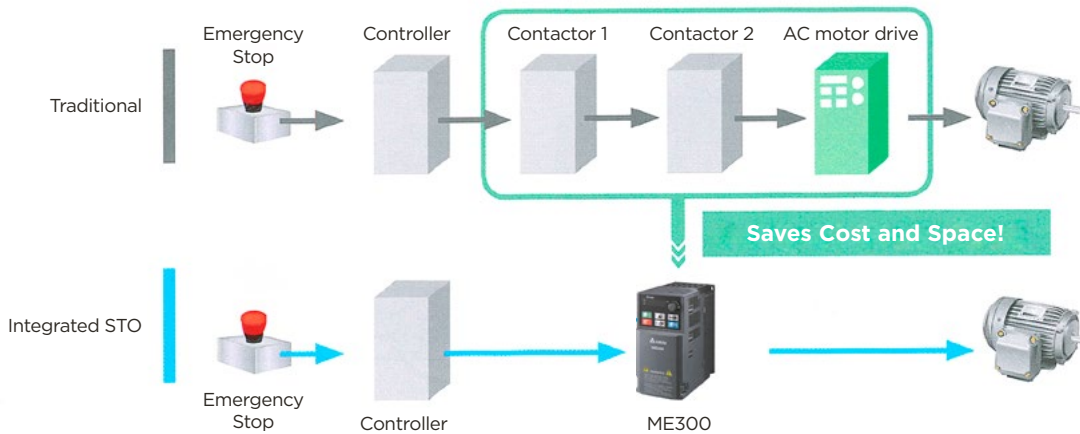 Emergency
Stop
Controller
Contactor 1
Contactor 2
AC motor drive
Traditional
Saves Cost and Space!
Integrated STO
Emergency
Stop
Controller
ME300